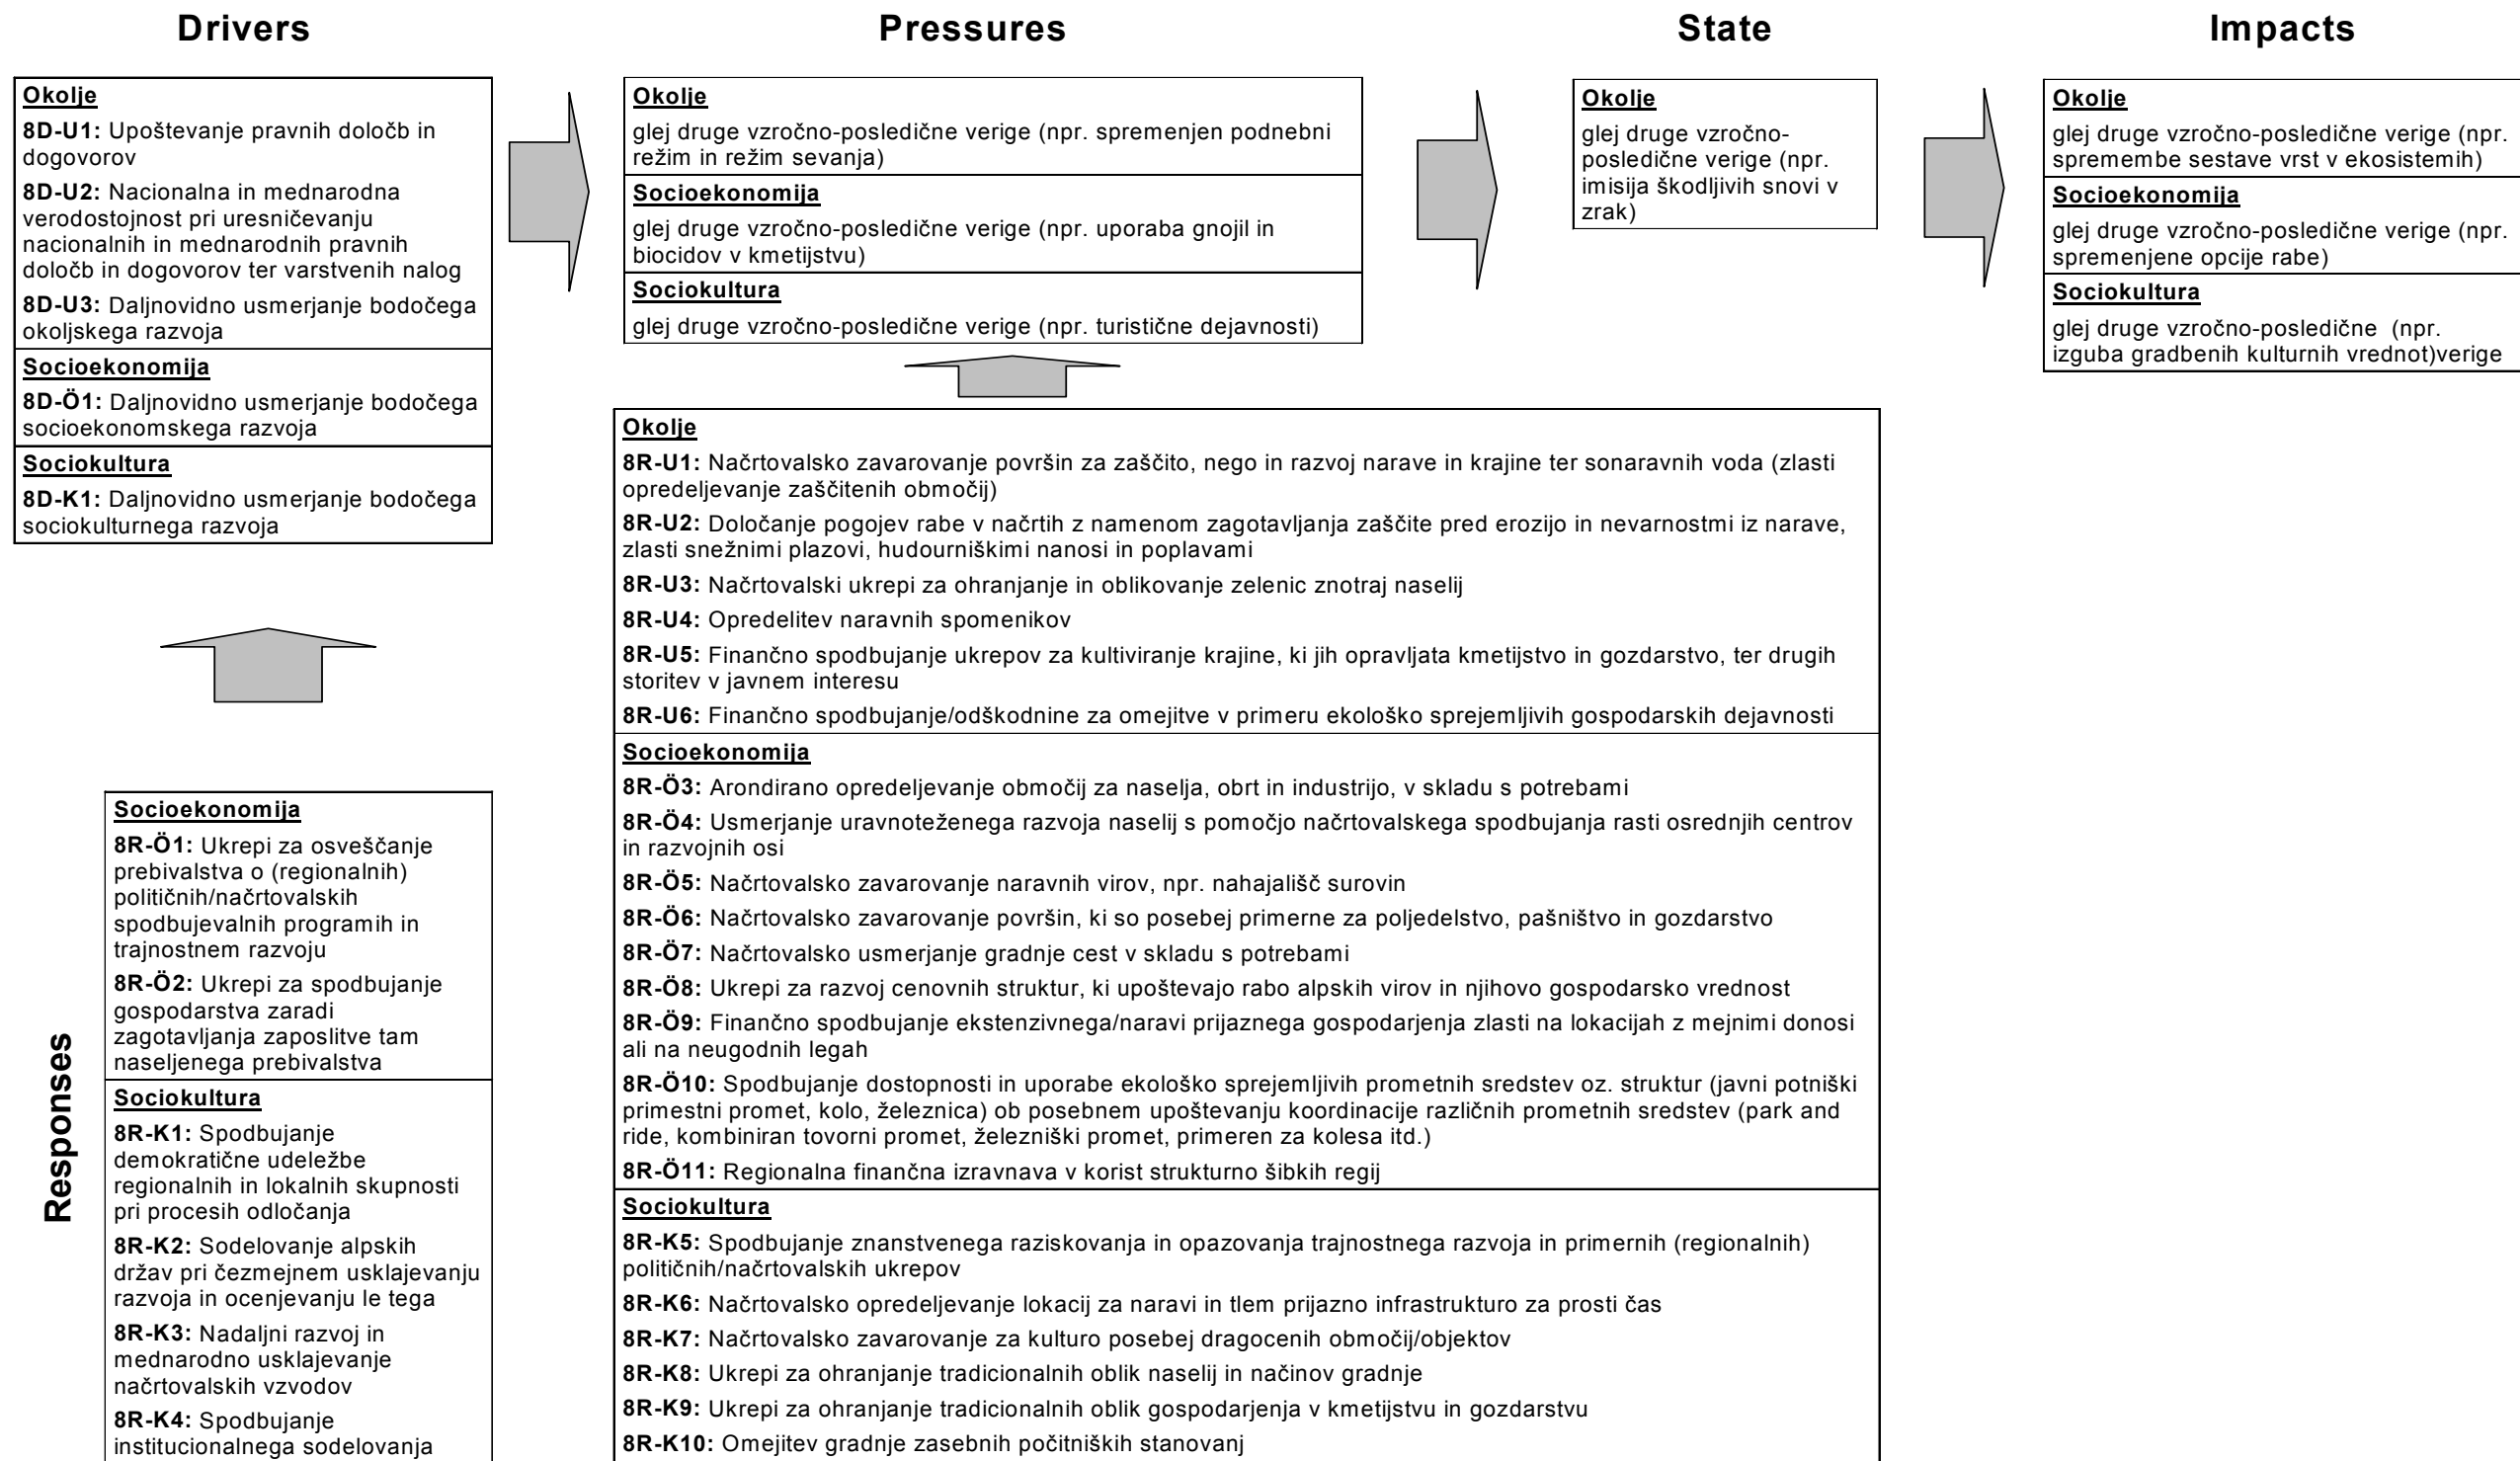 Drivers
Pressures
State
Impacts
Okolje
8D-U1: Upoštevanje pravnih določb in
dogovorov
8D-U2: Nacionalna in mednarodna
verodostojnost pri uresničevanju
nacionalnih in mednarodnih pravnih
določb in dogovorov ter varstvenih nalog
8D-U3: Daljnovidno usmerjanje bodočega
okoljskega razvoja
Socioekonomija
8D-Ö1: Daljnovidno usmerjanje bodočega
socioekonomskega razvoja
Sociokultura
8D-K1: Daljnovidno usmerjanje bodočega
sociokulturnega razvoja
Okolje
glej druge vzročno-posledične verige (npr. spremenjen podnebni
režim in režim sevanja)
Socioekonomija
glej druge vzročno-posledične verige (npr. uporaba gnojil in
biocidov v kmetijstvu)
Sociokultura
glej druge vzročno-posledične verige (npr. turistične dejavnosti)
Okolje
glej druge vzročno-
posledične verige (npr.
imisija škodljivih snovi v
zrak)
Okolje
glej druge vzročno-posledične verige (npr.
spremembe sestave vrst v ekosistemih)
Socioekonomija
glej druge vzročno-posledične verige (npr.
spremenjene opcije rabe)
Sociokultura
glej druge vzročno-posledične (npr.
izguba gradbenih kulturnih vrednot)verige
Responses
Socioekonomija
8R-Ö1: Ukrepi za osveščanje
prebivalstva o (regionalnih)
političnih/načrtovalskih
spodbujevalnih programih in
trajnostnem razvoju
8R-Ö2: Ukrepi za spodbujanje
gospodarstva zaradi
zagotavljanja zaposlitve tam
naseljenega prebivalstva
Sociokultura
8R-K1: Spodbujanje
demokratične udeležbe
regionalnih in lokalnih skupnosti
pri procesih odločanja
8R-K2: Sodelovanje alpskih
držav pri čezmejnem usklajevanju
razvoja in ocenjevanju le tega
8R-K3: Nadaljni razvoj in
mednarodno usklajevanje
načrtovalskih vzvodov
8R-K4: Spodbujanje
institucionalnega sodelovanja
Okolje
8R-U1: Načrtovalsko zavarovanje površin za zaščito, nego in razvoj narave in krajine ter sonaravnih voda (zlasti
opredeljevanje zaščitenih območij)
8R-U2: Določanje pogojev rabe v načrtih z namenom zagotavljanja zaščite pred erozijo in nevarnostmi iz narave,
zlasti snežnimi plazovi, hudourniškimi nanosi in poplavami
8R-U3: Načrtovalski ukrepi za ohranjanje in oblikovanje zelenic znotraj naselij
8R-U4: Opredelitev naravnih spomenikov
8R-U5: Finančno spodbujanje ukrepov za kultiviranje krajine, ki jih opravljata kmetijstvo in gozdarstvo, ter drugih
storitev v javnem interesu
8R-U6: Finančno spodbujanje/odškodnine za omejitve v primeru ekološko sprejemljivih gospodarskih dejavnosti
Socioekonomija
8R-Ö3: Arondirano opredeljevanje območij za naselja, obrt in industrijo, v skladu s potrebami
8R-Ö4: Usmerjanje uravnoteženega razvoja naselij s pomočjo načrtovalskega spodbujanja rasti osrednjih centrov
in razvojnih osi
8R-Ö5: Načrtovalsko zavarovanje naravnih virov, npr. nahajališč surovin
8R-Ö6: Načrtovalsko zavarovanje površin, ki so posebej primerne za poljedelstvo, pašništvo in gozdarstvo
8R-Ö7: Načrtovalsko usmerjanje gradnje cest v skladu s potrebami
8R-Ö8: Ukrepi za razvoj cenovnih struktur, ki upoštevajo rabo alpskih virov in njihovo gospodarsko vrednost
8R-Ö9: Finančno spodbujanje ekstenzivnega/naravi prijaznega gospodarjenja zlasti na lokacijah z mejnimi donosi
ali na neugodnih legah
8R-Ö10: Spodbujanje dostopnosti in uporabe ekološko sprejemljivih prometnih sredstev oz. struktur (javni potniški
primestni promet, kolo, železnica) ob posebnem upoštevanju koordinacije različnih prometnih sredstev (park and
ride, kombiniran tovorni promet, železniški promet, primeren za kolesa itd.)
8R-Ö11: Regionalna finančna izravnava v korist strukturno šibkih regij
Sociokultura
8R-K5: Spodbujanje znanstvenega raziskovanja in opazovanja trajnostnega razvoja in primernih (regionalnih)
političnih/načrtovalskih ukrepov
8R-K6: Načrtovalsko opredeljevanje lokacij za naravi in tlem prijazno infrastrukturo za prosti čas
8R-K7: Načrtovalsko zavarovanje za kulturo posebej dragocenih območij/objektov
8R-K8: Ukrepi za ohranjanje tradicionalnih oblik naselij in načinov gradnje
8R-K9: Ukrepi za ohranjanje tradicionalnih oblik gospodarjenja v kmetijstvu in gozdarstvu
8R-K10: Omejitev gradnje zasebnih počitniških stanovanj